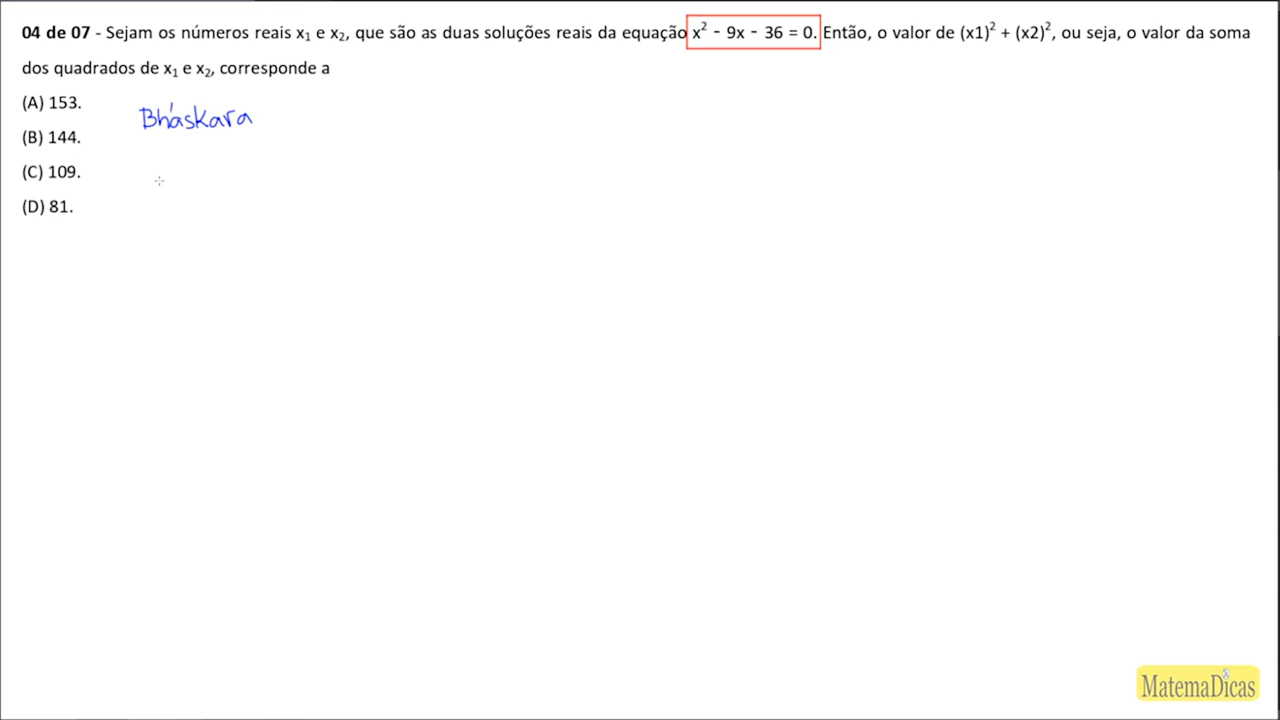 04 de 07 - Sejam os números reais x₁ e x₂, que são as duas soluções reais da equação x² - 9x - 36 = 0. Então, o valor de (x1)² + (x2)², ou seja, o valor da soma
dos quadrados de x₁ e x₂, corresponde a
(A) 153.
Bháskara
(B) 144.
(C) 109.
(D) 81.
MatemaDicas